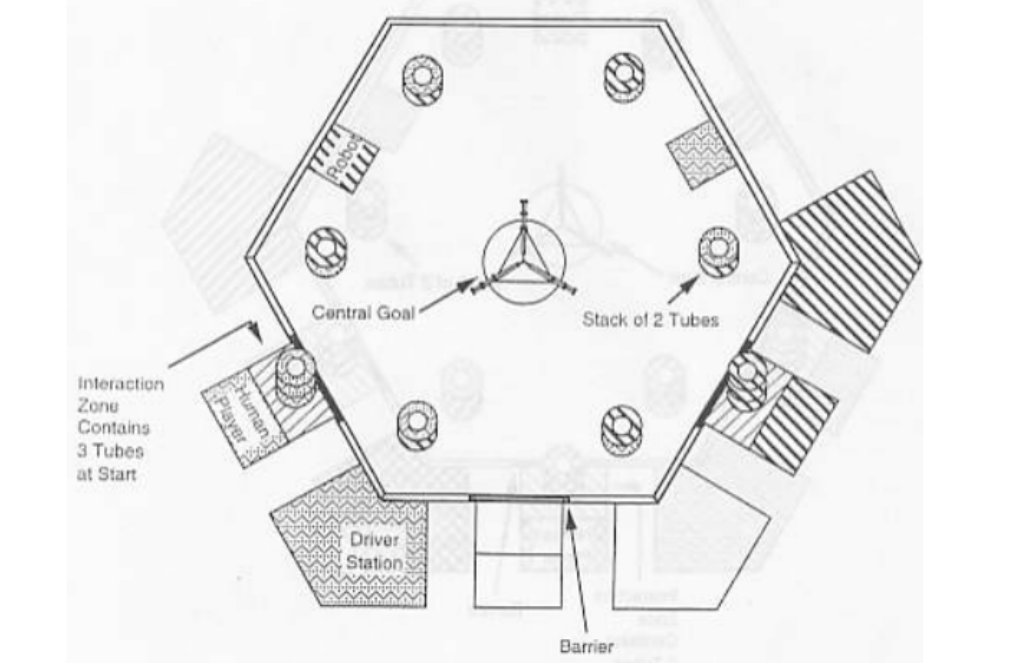 Robot
Central Goal
Stack of 2 Tubes
Interaction
Zone
Contains
3 Tubes
at Start
Human
Player
Driver
Station
Barrier